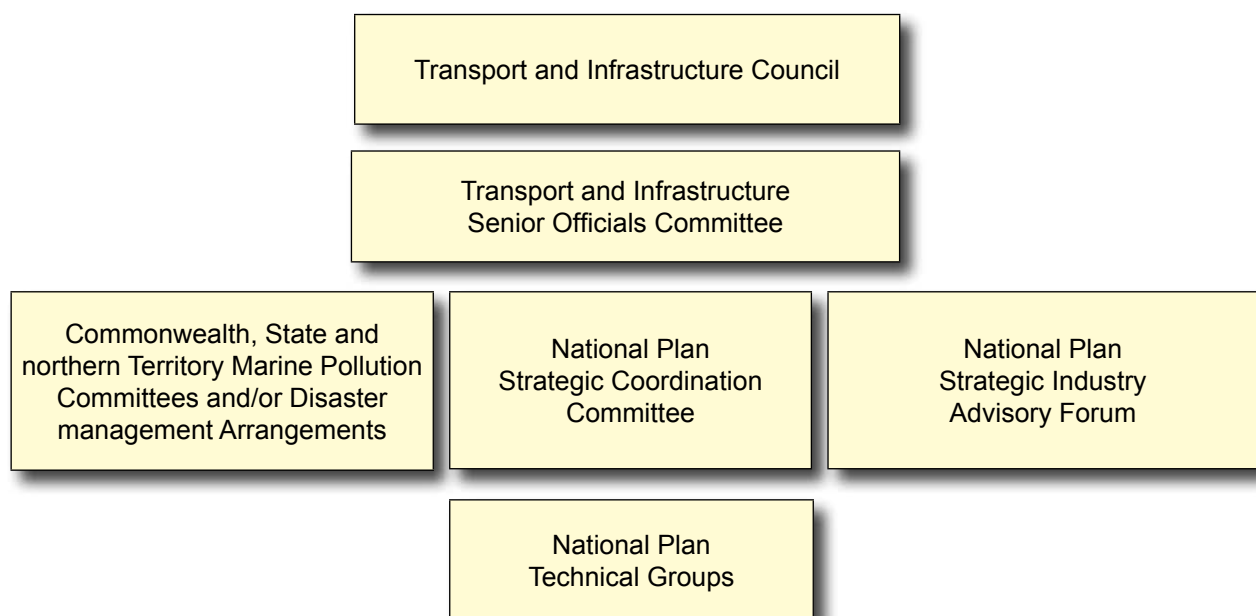 Transport and Infrastructure Council
Transport and Infrastructure
Senior Officials Committee
Commonwealth, State and
northern Territory Marine Pollution
Committees and/or Disaster
management Arrangements
National Plan
Strategic Coordination
Committee
National Plan
Strategic Industry
Advisory Forum
National Plan
Technical Groups